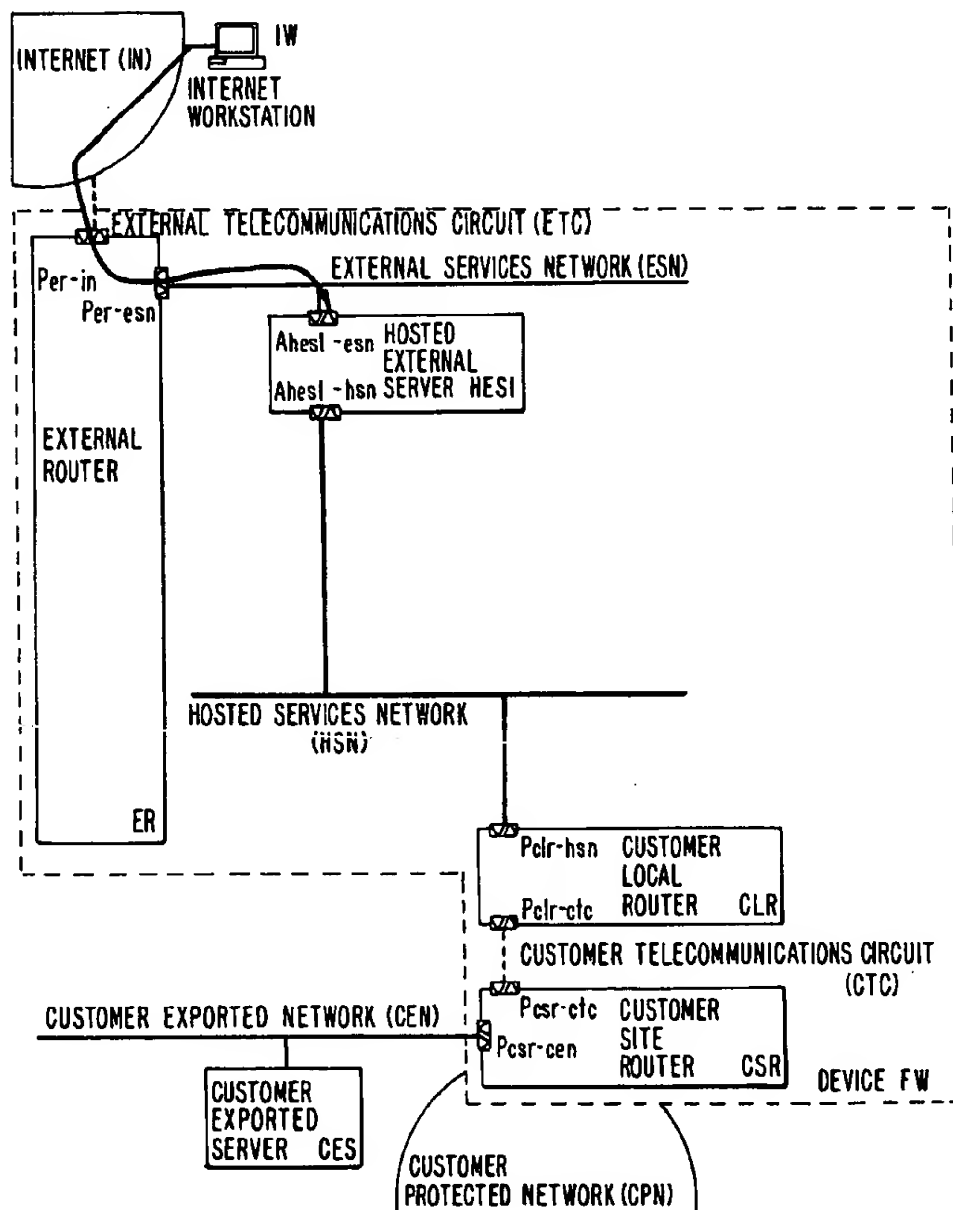 IW
INTERNET (IN)
INTERNET
WORKSTATION
EXTERNAL TELECOMMUNICATIONS CIRCUIT (ETC)
EXTERNAL SERVICES NETWORK (ESN)
Per-in
Per-esn
Ahesl-esn HOSTED
EXTERNAL
Ahesl-hsn SERVER HESI
EXTERNAL
ROUTER
HOSTED SERVICES NETWORK
(HSN)
ER
Pclr-hsn CUSTOMER
LOCAL
Pclr-ctc ROUTER CLR
CUSTOMER TELECOMMUNICATIONS CIRCUIT
(CTC)
Pcsr-ctc CUSTOMER
CUSTOMER EXPORTED NETWORK (CEN)
SITE
Pcsr-cen
ROUTER CSR
DEVICE FW
CUSTOMER
EXPORTED
SERVER CES
CUSTOMER
PROTECTED NETWORK (CPN)